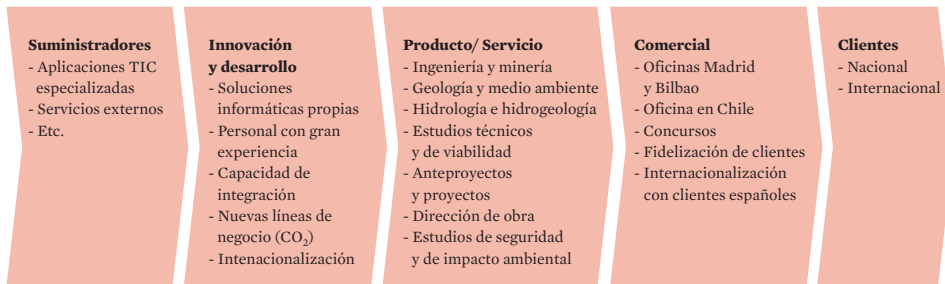 Suministradores
- Aplicaciones TIC
especializadas
- Servicios externos
- Etc.
Innovación
y desarrollo
- Soluciones
informáticas propias
- Personal con gran
experiencia
- Capacidad de
integración
- Nuevas líneas de
negocio (CO₂)
- Intenacionalización
Producto/ Servicio
- Ingeniería y minería
- Geología y medio ambiente
- Hidrología e hidrogeología
- Estudios técnicos
y de viabilidad
- Anteproyectos
y proyectos
- Dirección de obra
- Estudios de seguridad
y de impacto ambiental
Comercial
- Oficinas Madrid
y Bilbao
- Oficina en Chile
- Concursos
- Fidelización de clientes
- Internacionalización
con clientes españoles
Clientes
- Nacional
- Internacional